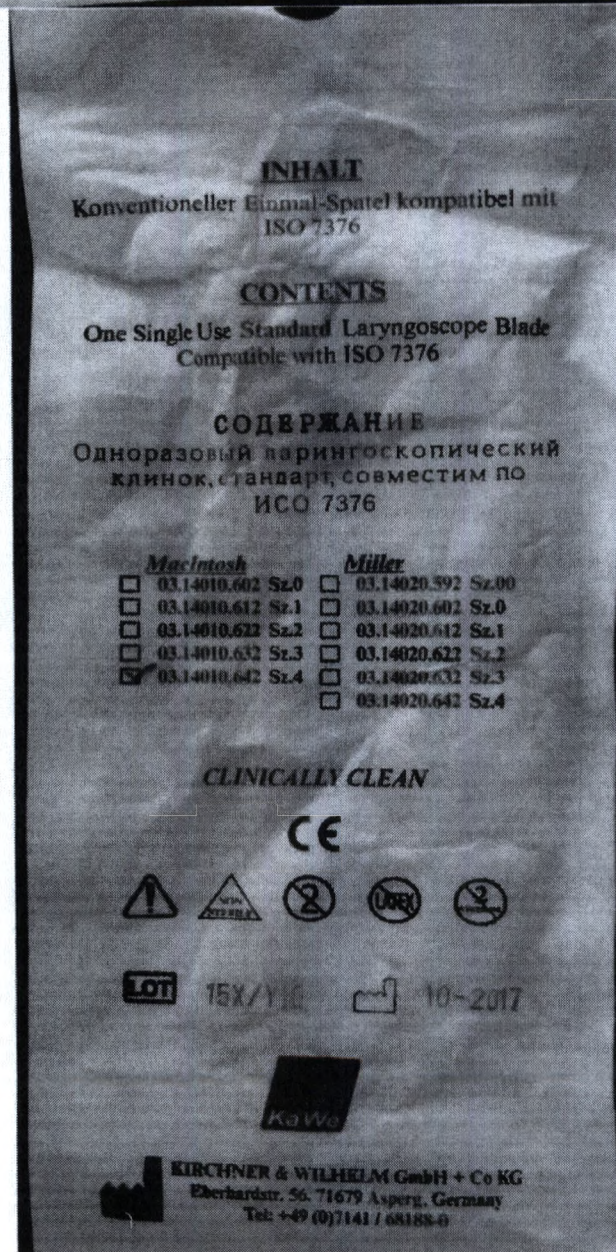 INHALT
Konventioneller Einmal-Spatel kompatibel mit
ISO 7376
CONTENTS
One Single Use Standard Laryngoscope Blade
Compatible with ISO 7376
СОДЕРЖАНИЕ
Одноразовый ларингоскопический
клинок, стандарт, совместим по
ИСО 7376
MacIntosh Miller
03.14010.602 Sz.0 03.14020.592 Sz.00
03.14010.612 Sz.1 03.14020.602 Sz.0
03.14010.622 Sz.2 03.14020.612 Sz.1
03.14010.632 Sz.3 03.14020.622 Sz.2
03.14010.642 Sz.4 03.14020.632 Sz.3
03.14020.642 Sz.4
CLINICALLY CLEAN
CE
NON STERILE 2 LATEX
LOT 10-2017
KaWe
KIRCHNER & WILHELM GmbH + Co KG
Eberhardstr. 56, 71679 Asperg, Germany
Tel: +49 (0)7141 / 68188-0